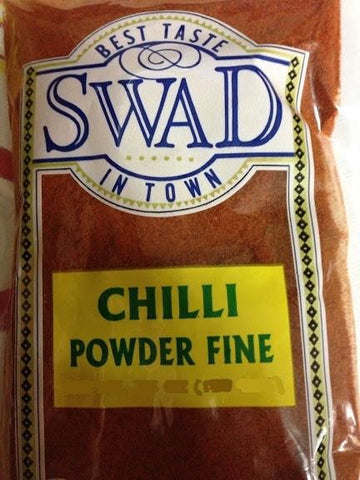 BEST TASTE
SWAD
IN TOWN
CHILLI
POWDER FINE